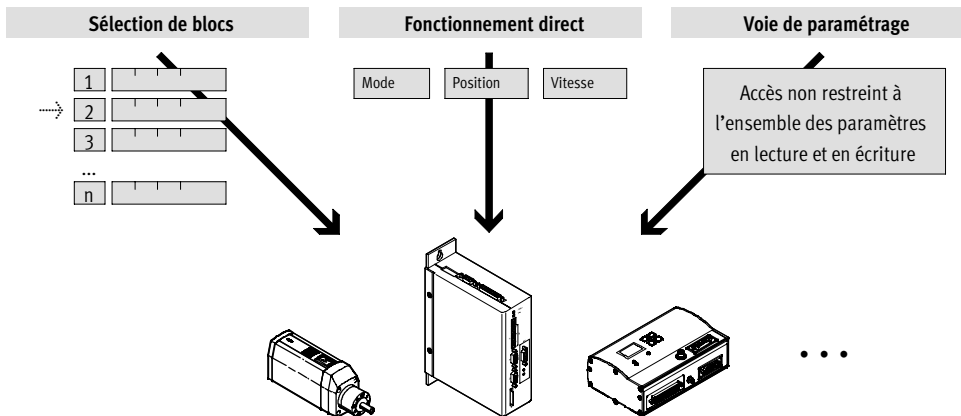 Sélection de blocs
Fonctionnement direct
Voie de paramétrage
1
2
3
...
n
Mode
Position
Vitesse
Accès non restreint à
l'ensemble des paramètres
en lecture et en écriture